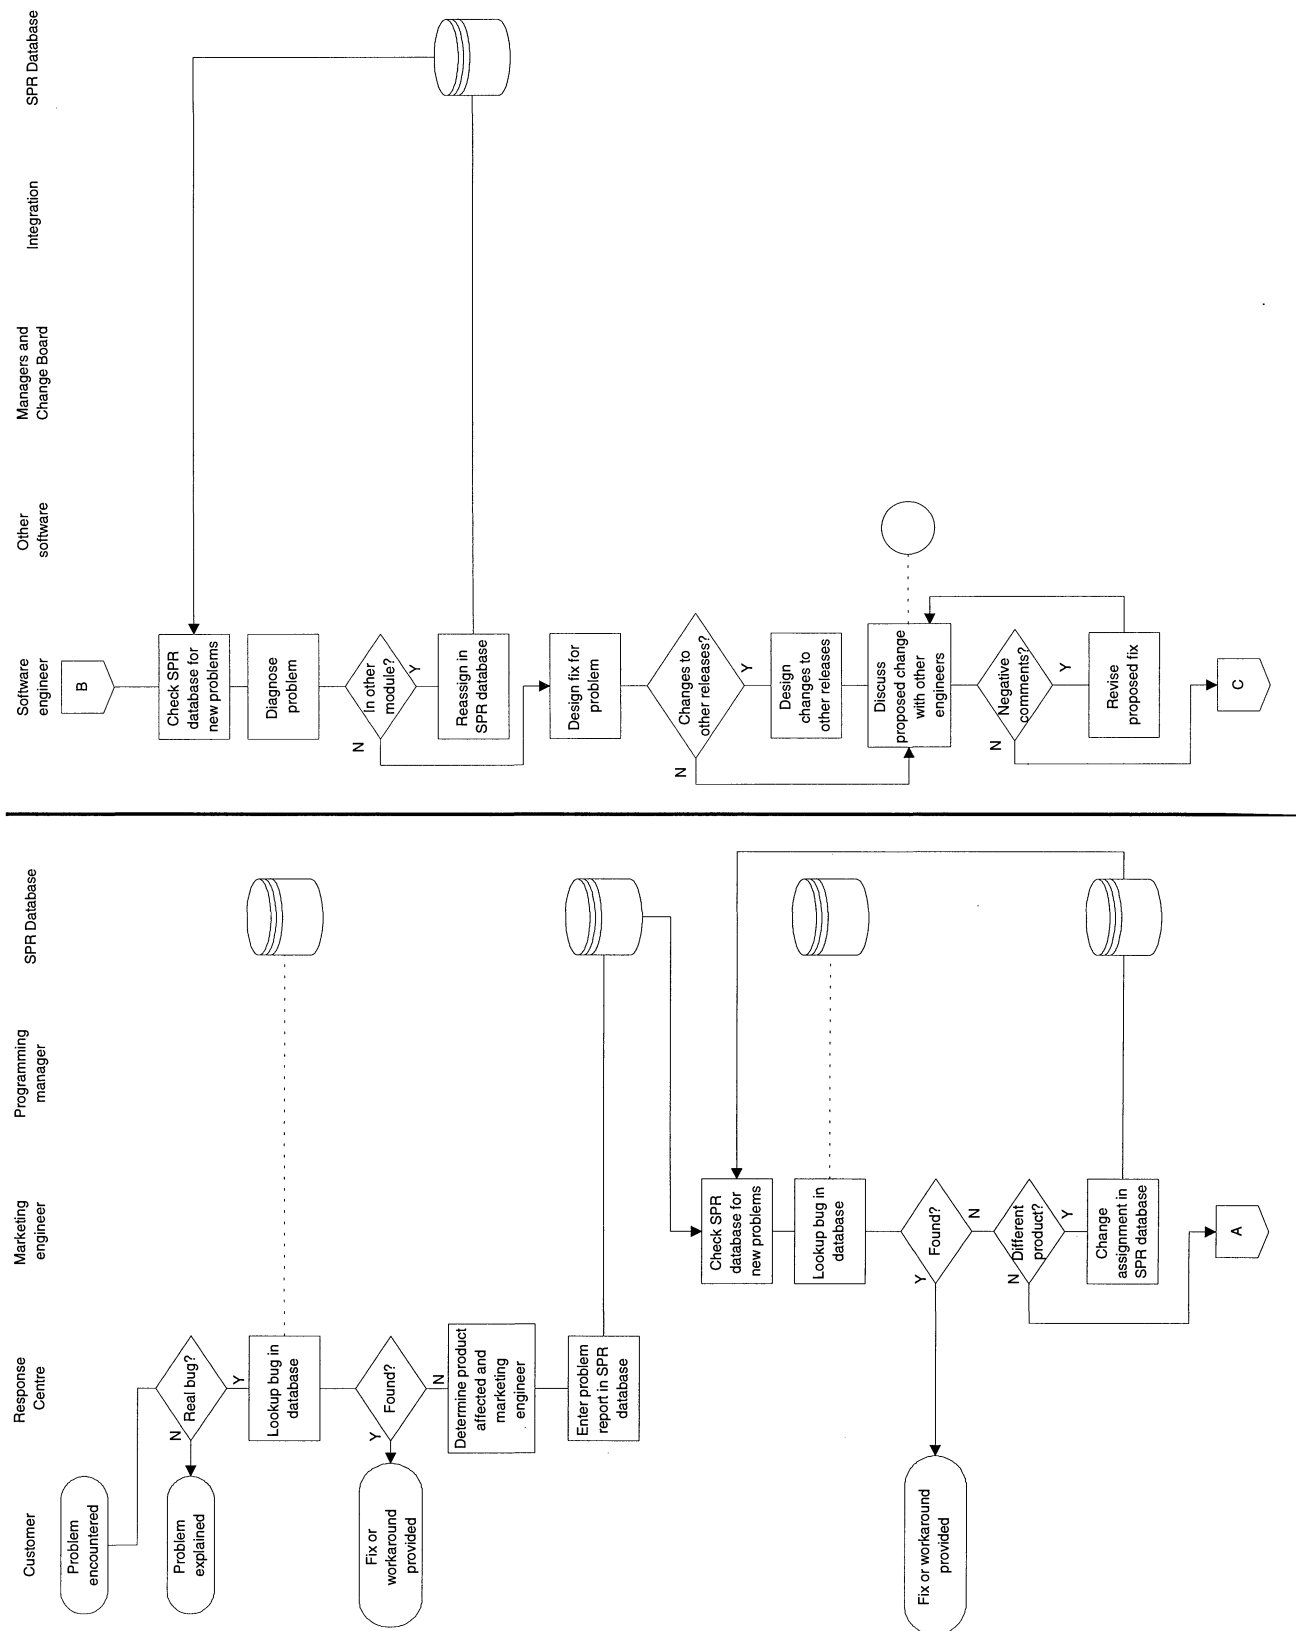 Customer
Response
Centre
Marketing
engineer
Programming
manager
SPR Database
Problem
encountered
Real bug?
N
Y
Problem
explained
Lookup bug in
database
Found?
Y
N
Fix or
workaround
provided
Determine product
affected and
marketing
engineer
Enter problem
report in SPR
database
Check SPR
database for
new problems
Lookup bug in
database
Found?
Y
N
Fix or workaround
provided
Different
product?
N
Y
Change
assignment in
SPR database
A
Software
engineer
Other
software
Managers and
Change Board
Integration
SPR Database
B
Check SPR
database for
new problems
Diagnose
problem
In other
module?
N
Y
Reassign in
SPR database
Design fix for
problem
Changes to
other releases?
N
Y
Design
changes to
other releases
Discuss
proposed change
with other
engineers
Negative
comments?
N
Y
Revise
proposed fix
C